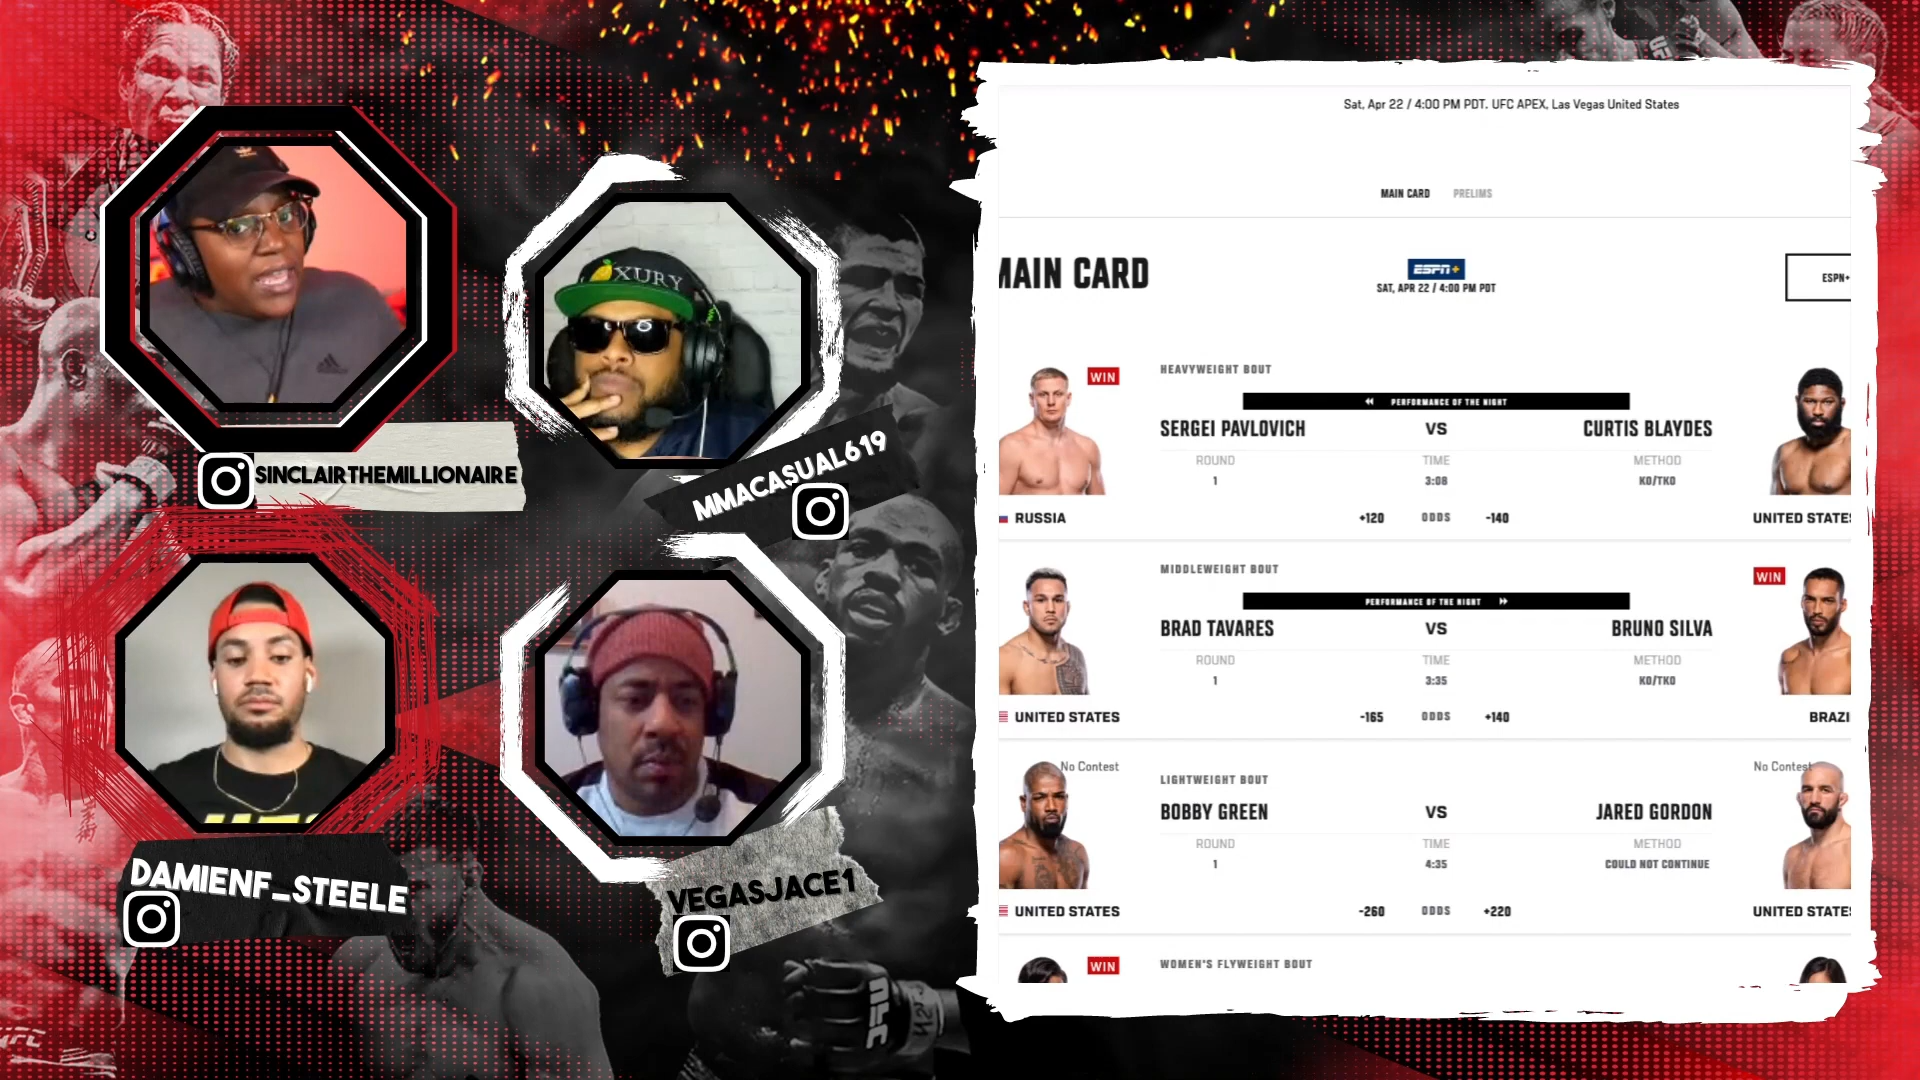 XURY
SINCLAIRTHEMILLIONAIRE
MMACASUAL619
DAMIENF_STEELE
VEGASJACE1
Sat, Apr 22 / 4:00 PM PDT. UFC APEX, Las Vegas United States
MAIN CARD PRELIMS
MAIN CARD
ESPN+
SAT, APR 22 / 4:00 PM PDT
ESPN+
WIN
HEAVYWEIGHT BOUT
PERFORMANCE OF THE NIGHT
SERGEI PAVLOVICH VS CURTIS BLAYDES
ROUND TIME METHOD
1 3:08 KO/TKO
RUSSIA +120 ODDS -140 UNITED STATES
MIDDLEWEIGHT BOUT
WIN
PERFORMANCE OF THE NIGHT
BRAD TAVARES VS BRUNO SILVA
ROUND TIME METHOD
1 3:35 KO/TKO
UNITED STATES -165 ODDS +140 BRAZI
No Contest No Contest
LIGHTWEIGHT BOUT
BOBBY GREEN VS JARED GORDON
ROUND TIME METHOD
1 4:35 COULD NOT CONTINUE
UNITED STATES -260 ODDS +220 UNITED STATES
WIN
WOMEN'S FLYWEIGHT BOUT